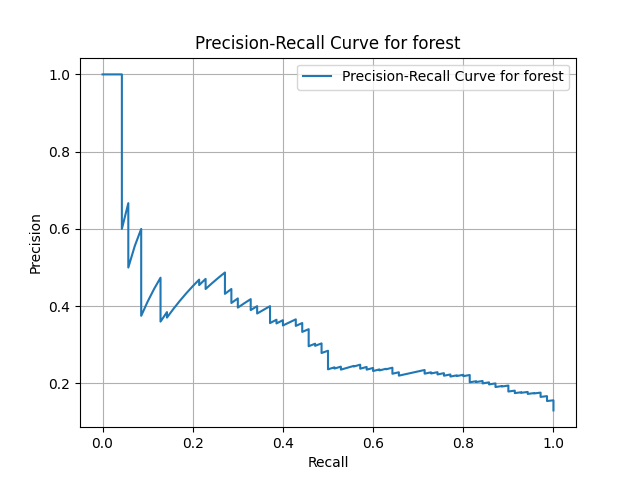 Precision-Recall Curve for forest
Precision-Recall Curve for forest
1.0
0.8
0.6
0.4
0.2
Precision
0.0 0.2 0.4 0.6 0.8 1.0
Recall